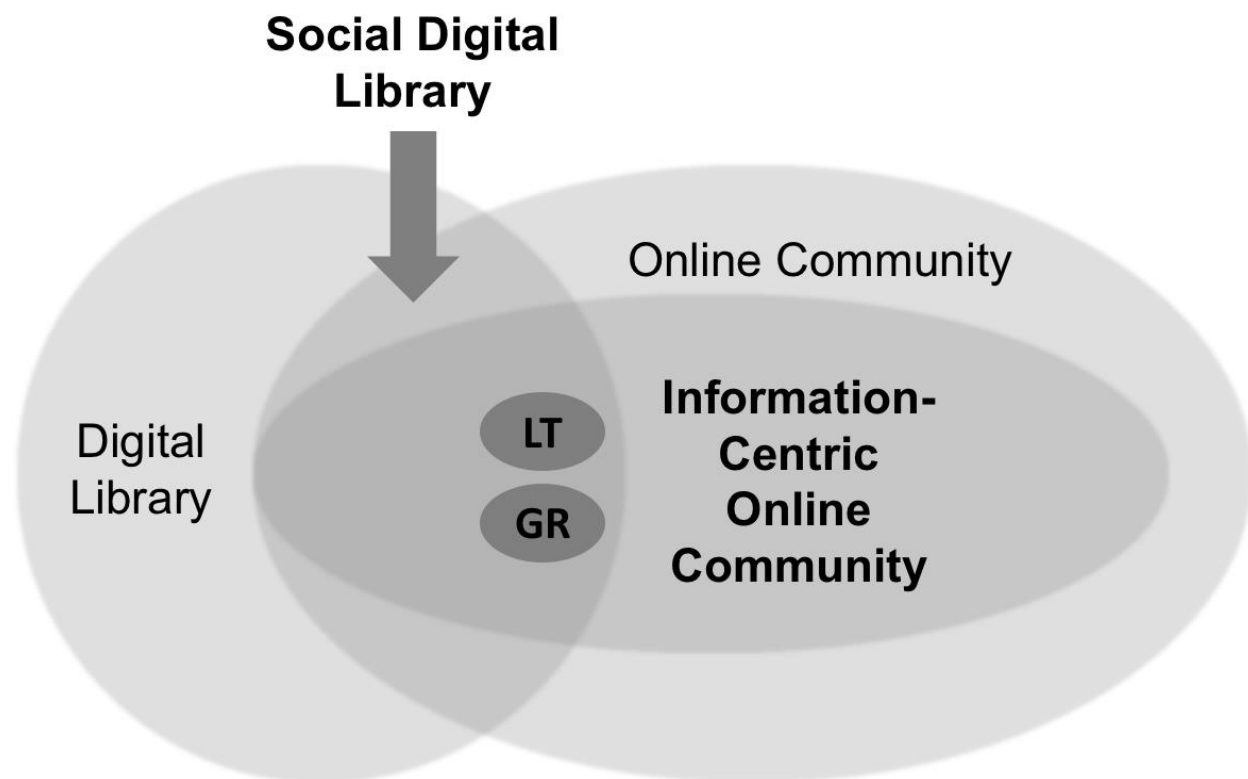 Social Digital
Library
Online Community
Digital
Library
LT
GR
Information-
Centric
Online
Community